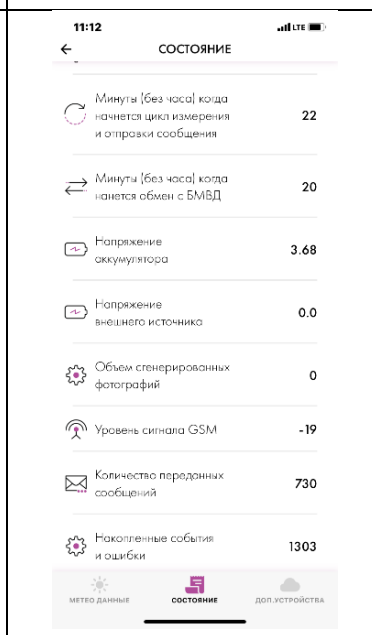 11:12
LTE
СОСТОЯНИЕ
Минуты (без часа) когда
начнется цикл измерения
и отправки сообщения
22
Минуты (без часа) когда
нанется обмен с БМВД
20
Напряжение
аккумулятора
3.68
Напряжение
внешнего источника
0.0
Объем сгенерированных
фотографий
0
Уровень сигнала GSM
-19
Количество переданных
сообщений
730
Накопленные события
и ошибки
1303
МЕТЕО ДАННЫЕ
СОСТОЯНИЕ
ДОП.УСТРОЙСТВА